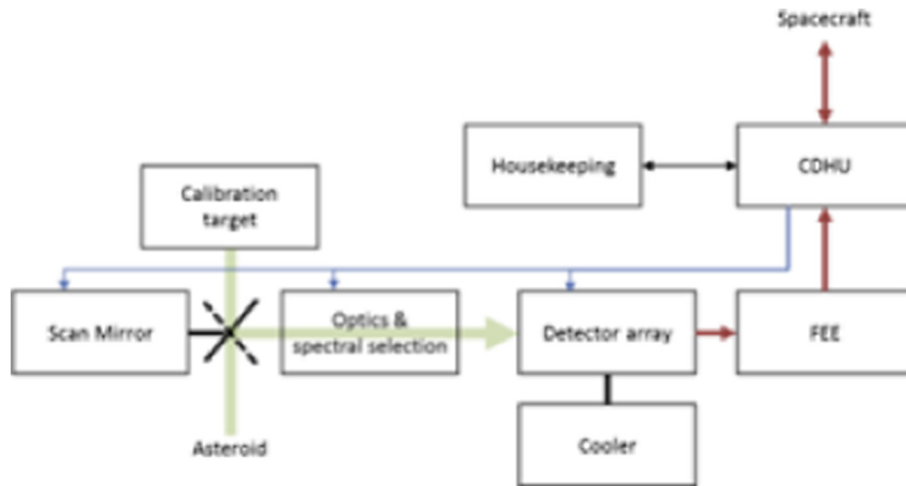 Spacecraft
Housekeeping
CDHU
Calibration
target
Scan Mirror
Optics &
spectral selection
Detector array
FEE
Asteroid
Cooler